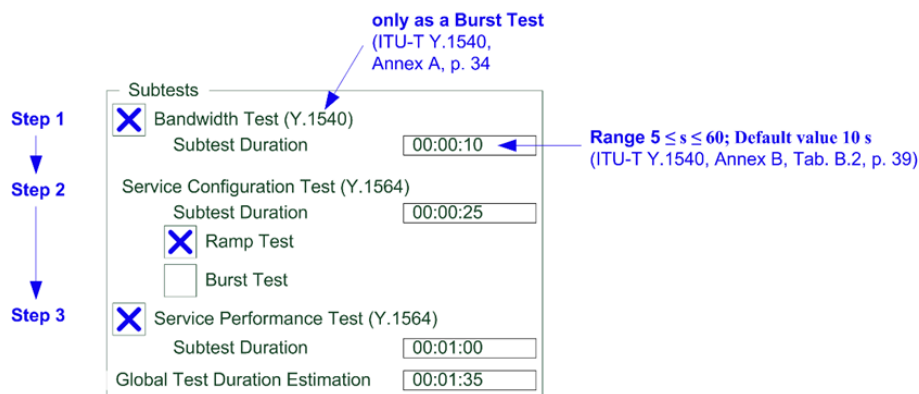 only as a Burst Test
(ITU-T Y.1540,
Annex A, p. 34
Subtests
Step 1
Bandwidth Test (Y.1540)
Subtest Duration 00:00:10
Range 5 ≤ s ≤ 60; Default value 10 s
(ITU-T Y.1540, Annex B, Tab. B.2, p. 39)
Step 2
Service Configuration Test (Y.1564)
Subtest Duration 00:00:25
Ramp Test
Burst Test
Step 3
Service Performance Test (Y.1564)
Subtest Duration 00:01:00
Global Test Duration Estimation 00:01:35